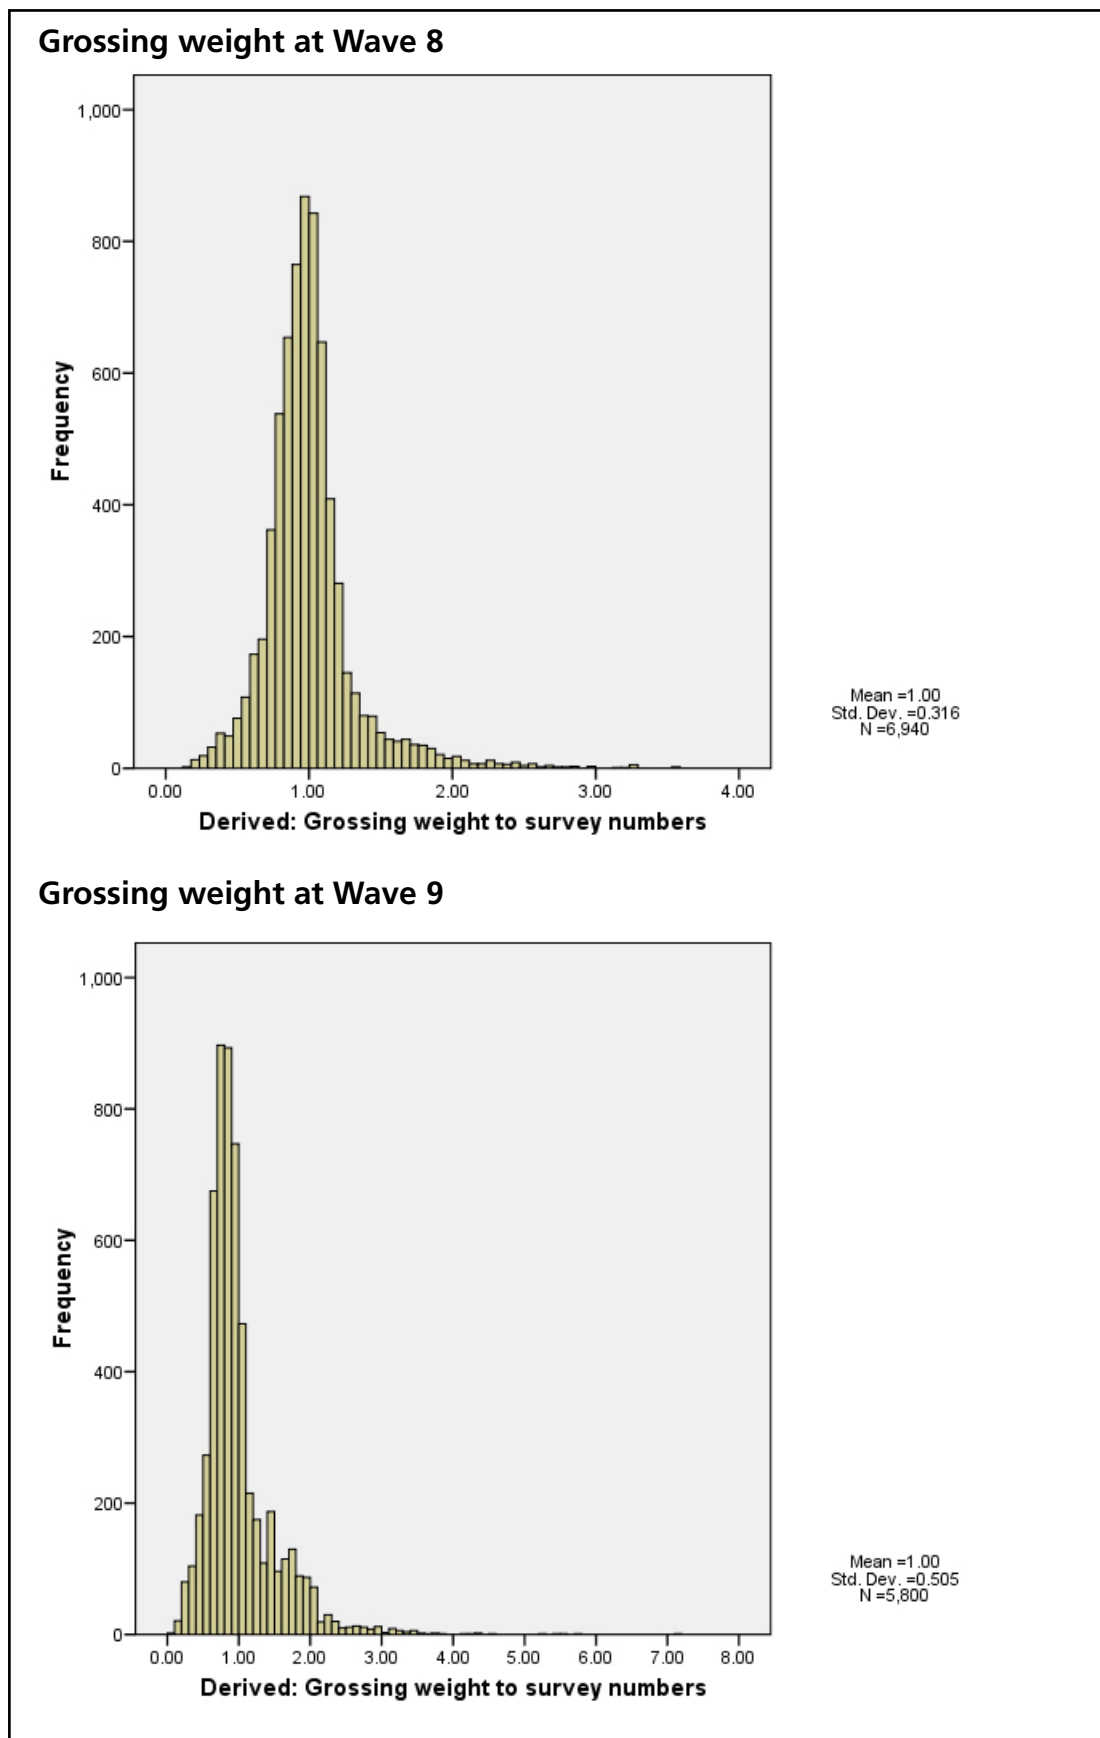 Grossing weight at Wave 8
1,000
800
600
400
200
0
Frequency
0.00 1.00 2.00 3.00 4.00
Derived: Grossing weight to survey numbers
Mean =1.00
Std. Dev. =0.316
N =6,940
Grossing weight at Wave 9
1,000
800
600
400
200
0
Frequency
0.00 1.00 2.00 3.00 4.00 5.00 6.00 7.00 8.00
Derived: Grossing weight to survey numbers
Mean =1.00
Std. Dev. =0.505
N =5,800